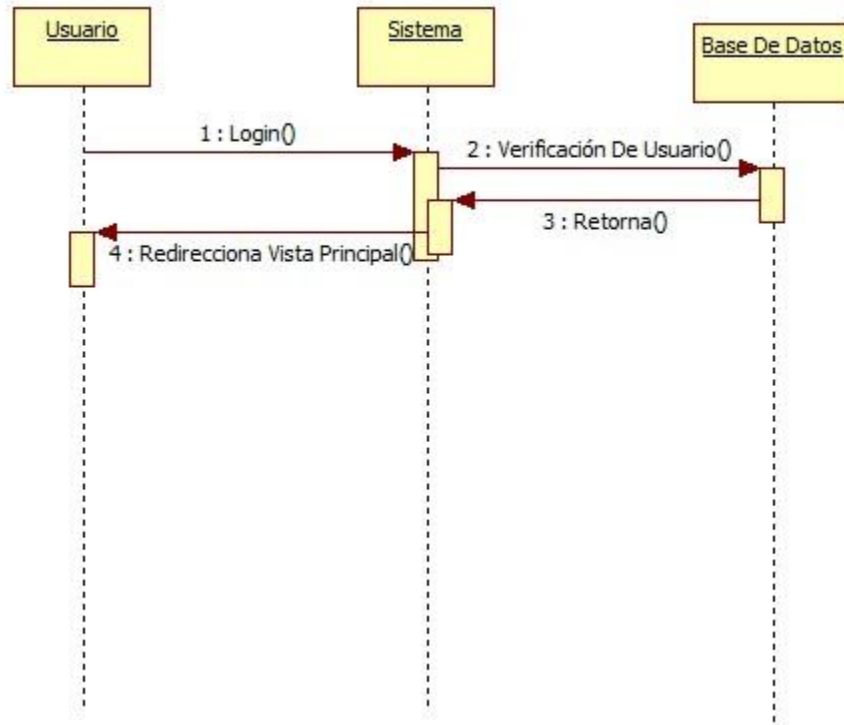 Usuario
Sistema
Base De Datos
1 : Login()
2 : Verificación De Usuario()
3 : Retorna()
4 : Redirecciona Vista Principal()